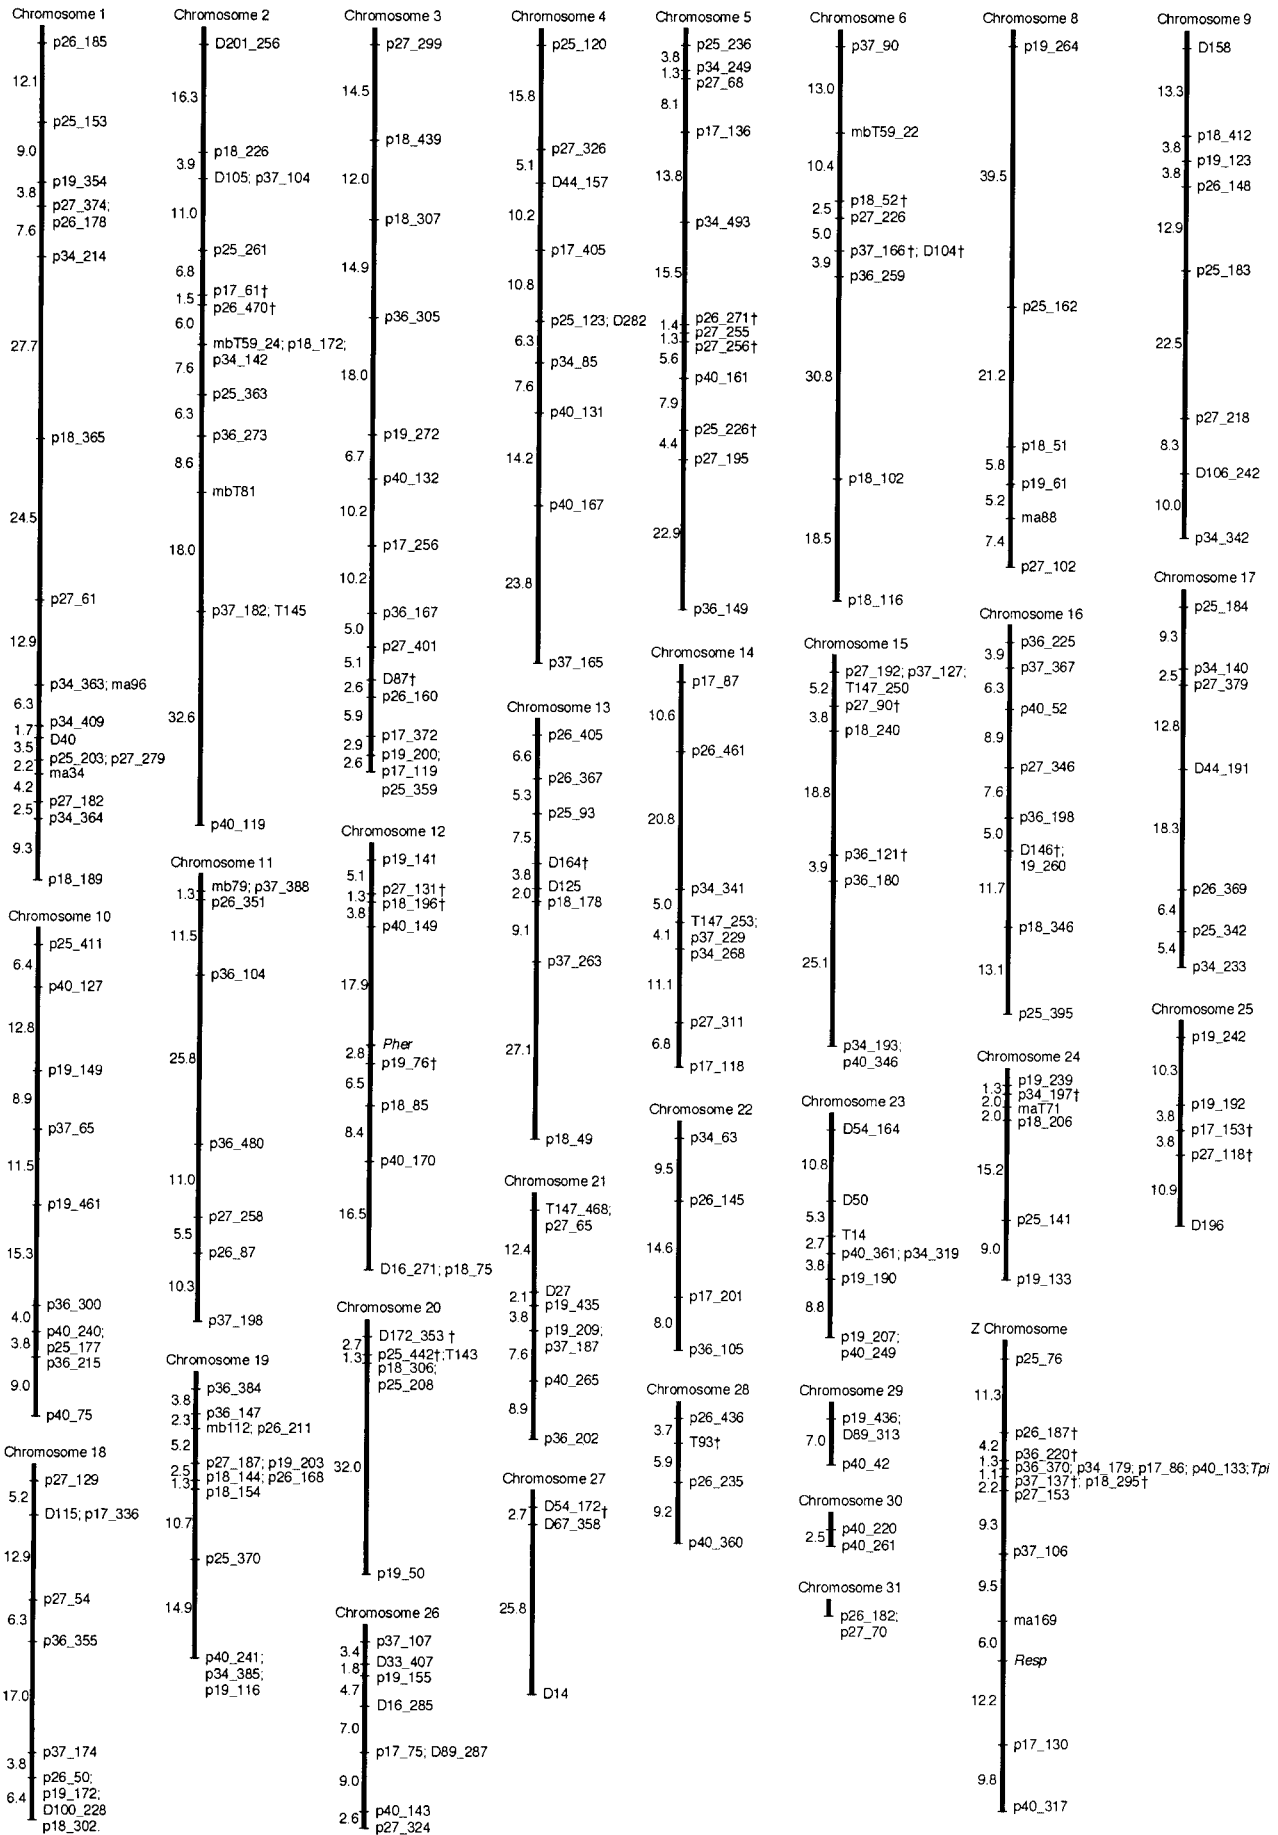 Chromosome 1
p26_185
12.1
p25_153
9.0
p19_354
3.8
p27_374;
p26_178
7.6
p34_214
27.7
p18_365
24.5
p27_61
12.9
p34_363; ma96
6.3
p34_409
1.7
D40
3.5
p25_203; p27_279
2.2
ma34
4.2
p27_182
2.5
p34_364
9.3
p18_189
Chromosome 2
D201_256
16.3
p18_226
3.9
D105; p37_104
11.0
p25_261
6.8
p17_61†
1.5
p26_470†
6.0
mbT59_24; p18_172;
p34_142
7.6
p25_363
6.3
p36_273
8.6
mbT81
18.0
p37_182; T145
32.6
p40_119
Chromosome 3
p27_299
14.5
p18_439
12.0
p18_307
14.9
p36_305
18.0
p19_272
6.7
p40_132
10.2
p17_256
10.2
p36_167
5.0
p27_401
5.1
D87†
2.6
p26_160
5.9
p17_372
2.9
p19_200;
p17_119
2.6
p25_359
Chromosome 4
p25_120
15.8
p27_326
5.1
D44_157
10.2
p17_405
10.8
p25_123; D282
6.3
p34_85
7.6
p40_131
14.2
p40_167
23.8
p37_165
Chromosome 5
p25_236
3.8
p34_249
1.3
p27_68
8.1
p17_136
13.8
p34_493
15.5
p26_271†
1.4
p27_255
1.3
p27_256†
5.6
p40_161
7.9
p25_226†
4.4
p27_195
22.9
p36_149
Chromosome 6
p37_90
13.0
mbT59_22
10.4
p18_52†
2.5
p27_226
5.0
p37_166†; D104†
3.9
p36_259
30.8
p18_102
18.5
p18_116
Chromosome 8
p19_264
39.5
p25_162
21.2
p18_51
5.8
p19_61
5.2
ma88
7.4
p27_102
Chromosome 9
D158
13.3
p18_412
3.8
p19_123
3.8
p26_148
12.9
p25_183
22.5
p27_218
8.3
D106_242
10.0
p34_342
Chromosome 10
p25_411
6.4
p40_127
12.8
p19_149
8.9
p37_65
11.5
p19_461
15.3
p36_300
4.0
p40_240;
p25_177
3.8
p36_215
9.0
p40_75
Chromosome 11
mb79; p37_388
1.3
p26_351
11.5
p36_104
25.8
p36_480
11.0
p27_258
5.5
p26_87
10.3
p37_198
Chromosome 12
p19_141
5.1
p27_131†
1.3
p18_196†
3.8
p40_149
17.9
Pher
2.8
p19_76†
6.5
p18_85
8.4
p40_170
16.5
D16_271; p18_75
Chromosome 13
p26_405
6.6
p26_367
5.3
p25_93
7.5
D164†
3.8
D125
2.0
p18_178
9.1
p37_263
27.1
p18_49
Chromosome 14
p17_87
10.6
p26_461
20.8
p34_341
5.0
T147_253;
p37_229
4.1
p34_268
11.1
p27_311
6.8
p17_118
Chromosome 15
p27_192; p37_127;
T147_250
5.2
p27_90†
3.8
p18_240
18.8
p36_121†
3.9
p36_180
25.1
p34_193;
p40_346
Chromosome 16
p36_225
3.9
p37_367
6.3
p40_52
8.9
p27_346
7.6
p36_198
5.0
D146†;
19_260
11.7
p18_346
13.1
p25_395
Chromosome 17
p25_184
9.3
p34_140
2.5
p27_379
12.8
D44_191
18.3
p26_369
6.4
p25_342
5.4
p34_233
Chromosome 18
p27_129
5.2
D115; p17_336
12.9
p27_54
6.3
p36_355
17.0
p37_174
3.8
p26_50;
p19_172;
D100_228
6.4
p18_302.
Chromosome 19
p36_384
3.8
p36_147
2.3
mb112; p26_211
5.2
p27_187; p19_203
2.5
p18_144; p26_168
1.3
p18_154
10.7
p25_370
14.9
p40_241;
p34_385;
p19_116
Chromosome 20
D172_353 †
2.7
p25_442†;T143
1.3
p18_306;
p25_208
32.0
p19_50
Chromosome 21
T147_468;
p27_65
12.4
D27
2.1
p19_435
3.8
p19_209;
p37_187
7.6
p40_265
8.9
p36_202
Chromosome 22
p34_63
9.5
p26_145
14.6
p17_201
8.0
p36_105
Chromosome 23
D54_164
10.8
D50
5.3
T14
2.7
p40_361; p34_319
3.8
p19_190
8.8
p19_207;
p40_249
Chromosome 24
p19_239
1.3
p34_197†
2.0
maT71
2.0
p18_206
15.2
p25_141
9.0
p19_133
Chromosome 25
p19_242
10.3
p19_192
3.8
p17_153†
3.8
p27_118†
10.9
D196
Chromosome 26
p37_107
3.4
D33_407
1.8
p19_155
4.7
D16_285
7.0
p17_75; D89_287
9.0
p40_143
2.6
p27_324
Chromosome 27
D54_172†
2.7
D67_358
25.8
D14
Chromosome 28
p26_436
3.7
T93†
5.9
p26_235
9.2
p40_360
Chromosome 29
p19_436;
D89_313
7.0
p40_42
Chromosome 30
p40_220
2.5
p40_261
Chromosome 31
p26_182;
p27_70
Z Chromosome
p25_76
11.3
p26_187†
4.2
p36_220†
1.3
p36_370; p34_179; p17_86; p40_133;Tpi
1.1
p37_137†; p18_295†
2.2
p27_153
9.3
p37_106
9.5
ma169
6.0
Resp
12.2
p17_130
9.8
p40_317